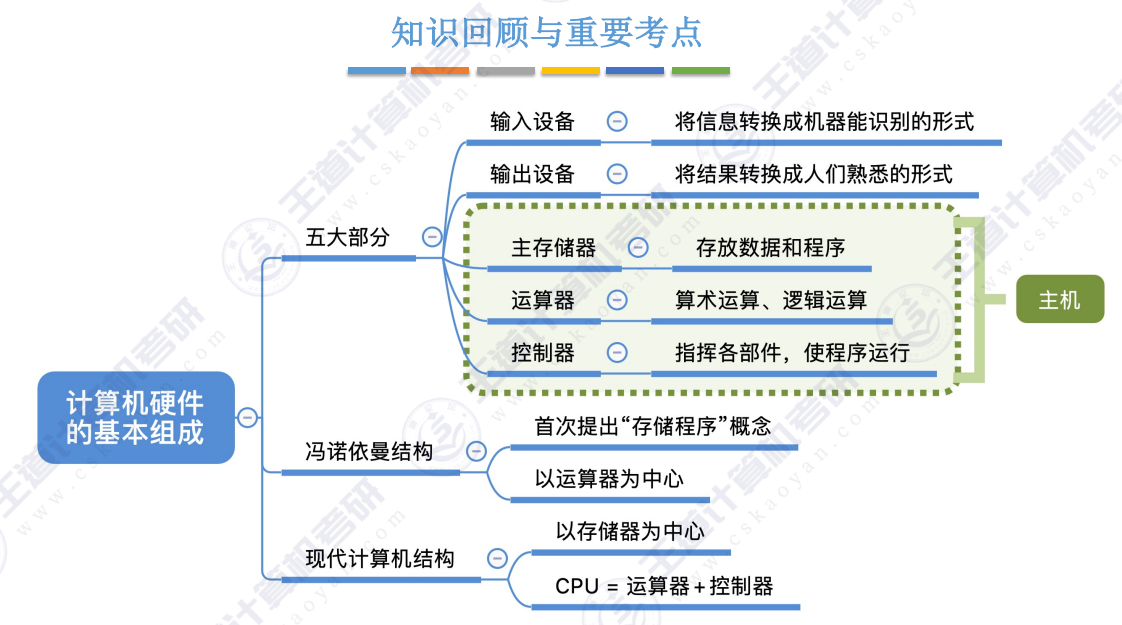 知识回顾与重要考点
输入设备
将信息转换成机器能识别的形式
输出设备
将结果转换成人们熟悉的形式
五大部分
主存储器
存放数据和程序
运算器
算术运算、逻辑运算
控制器
指挥各部件，使程序运行
主机
计算机硬件
的基本组成
冯诺依曼结构
首次提出“存储程序”概念
以运算器为中心
现代计算机结构
以存储器为中心
CPU = 运算器+控制器
王道计算机考研
www.cskaoyan.com